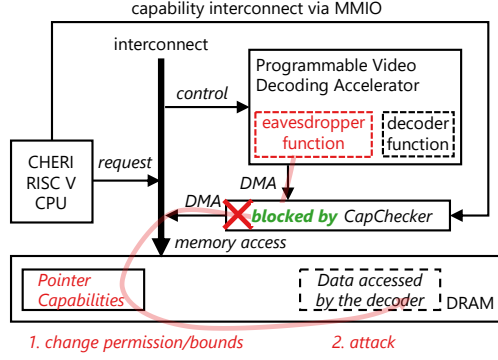 capability interconnect via MMIO
interconnect
Programmable Video
Decoding Accelerator
control
eavesdropper
function
decoder
function
CHERI
RISC V
CPU
request
DMA
DMA
blocked by CapChecker
memory access
Pointer
Capabilities
Data accessed
by the decoder
DRAM
1. change permission/bounds
2. attack